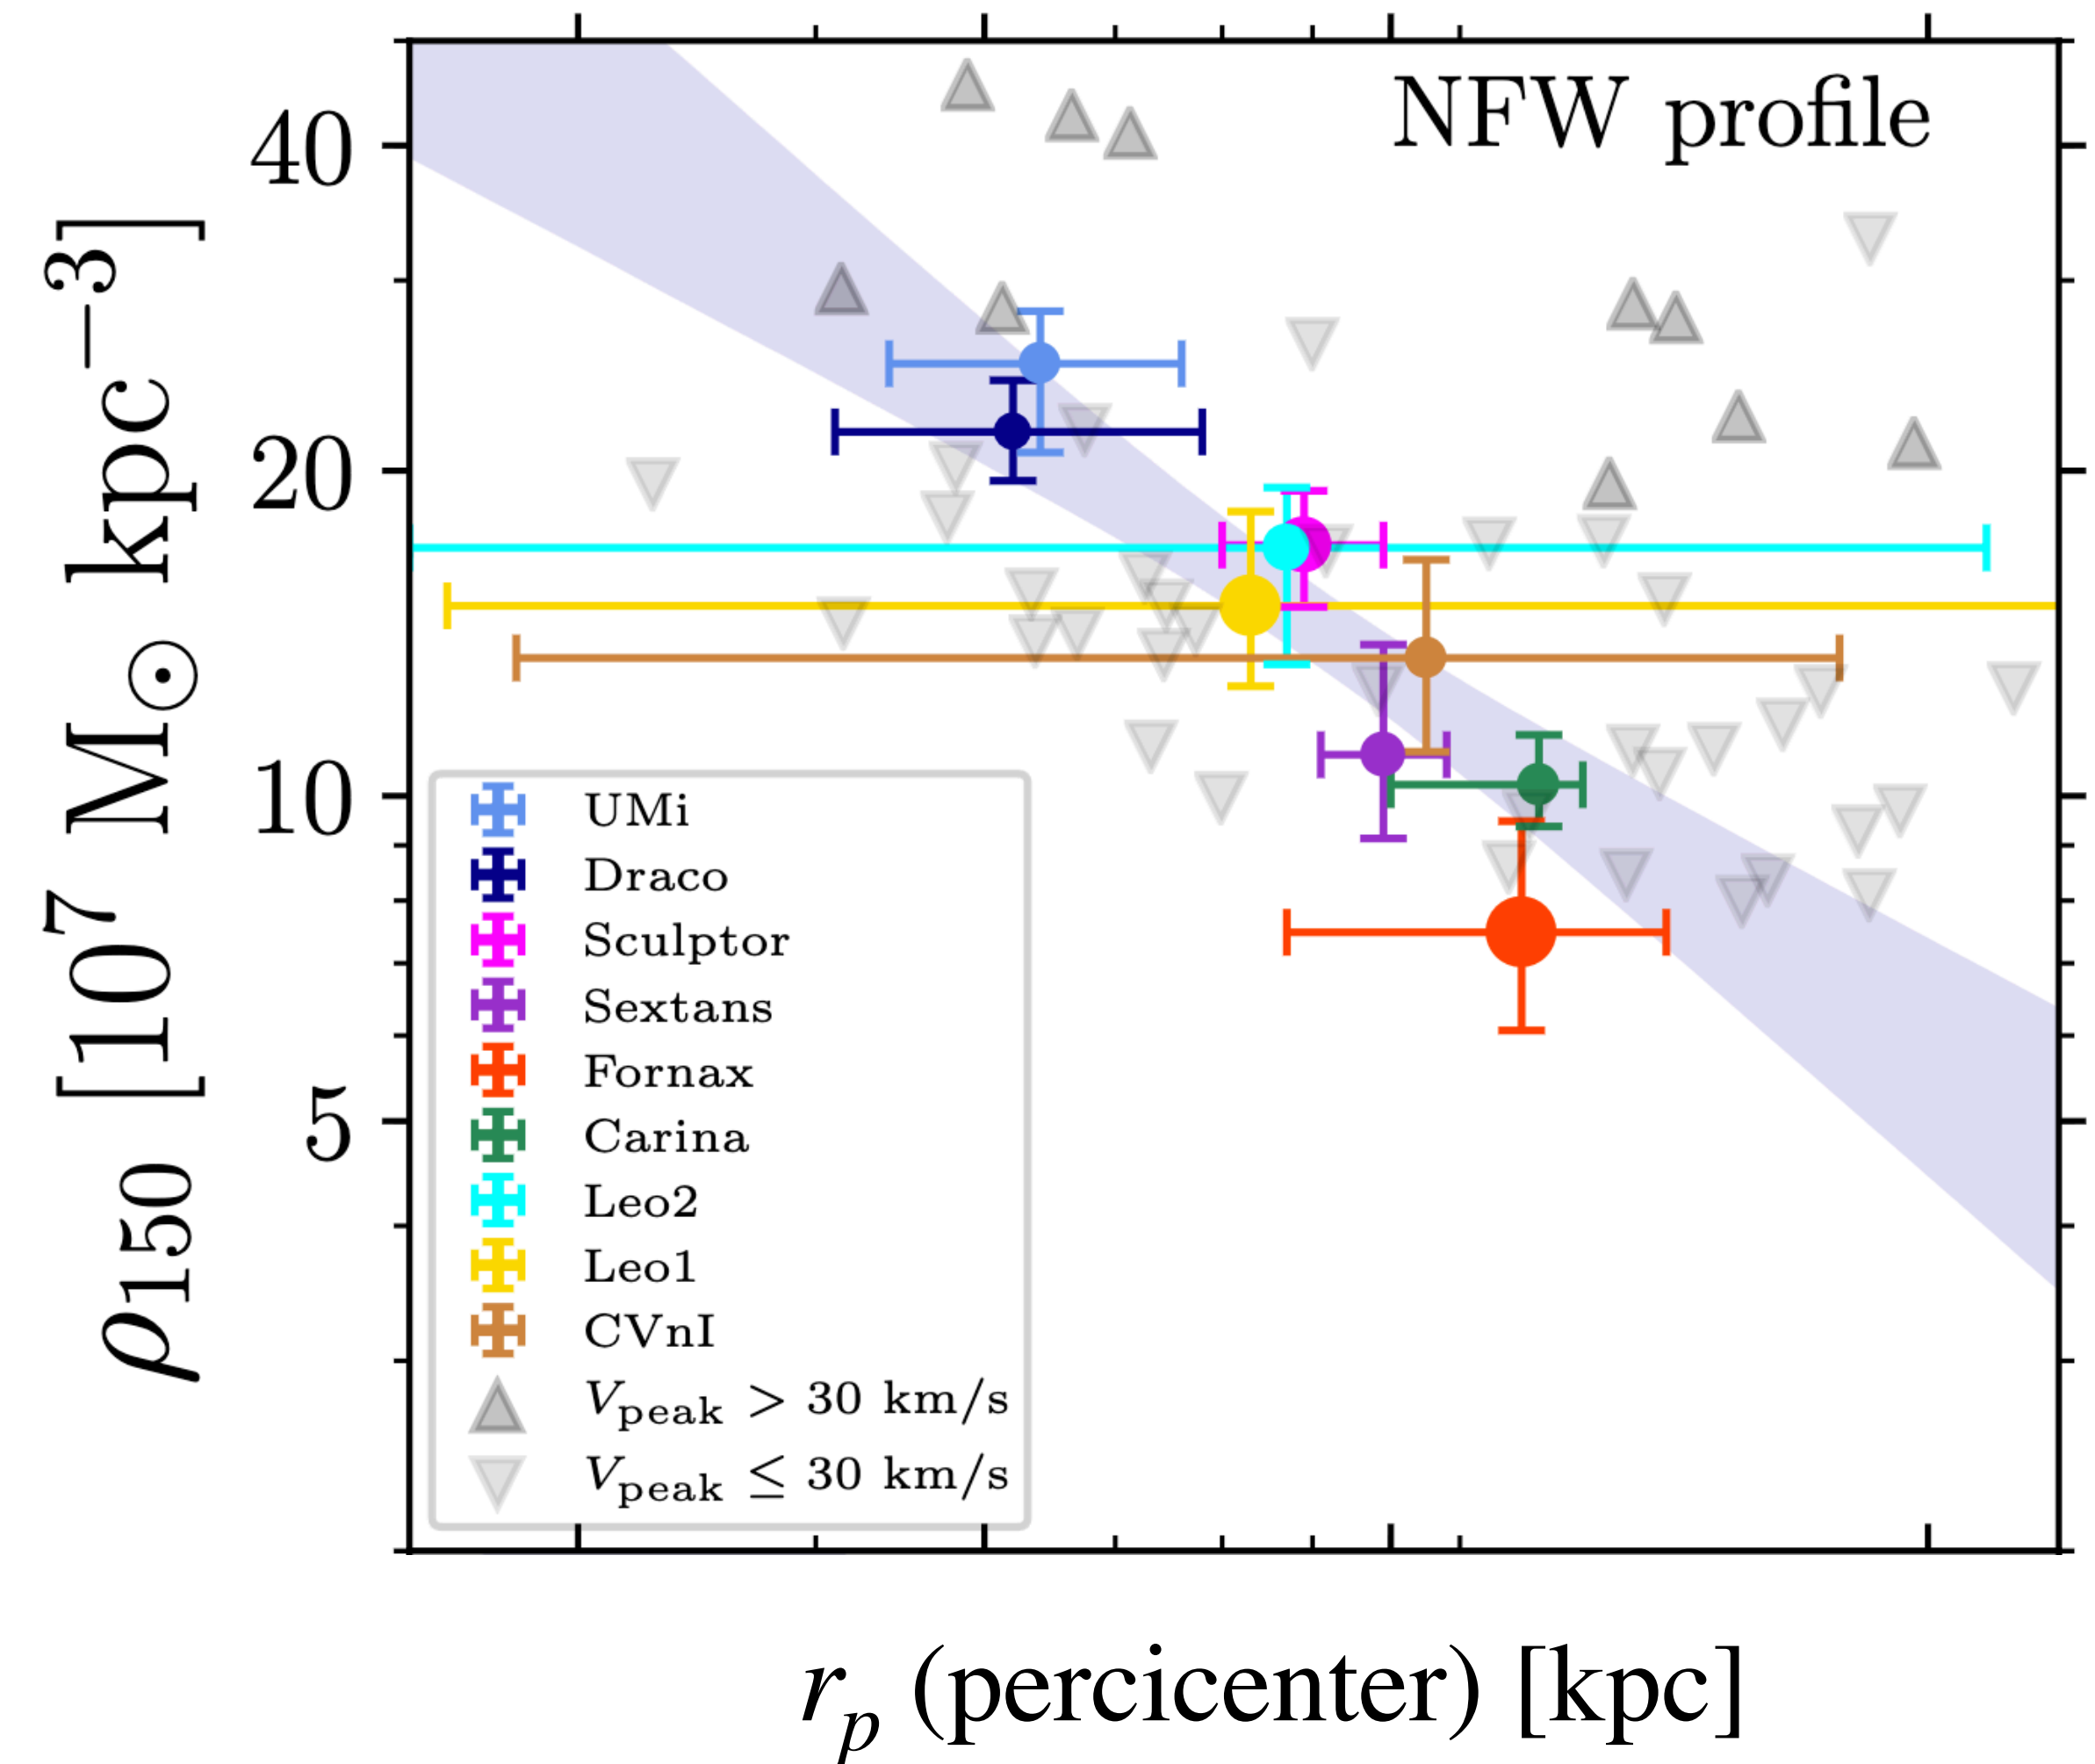 NFW profile
40
20
10
5
ρ150 [10^7 M⊙ kpc^−3]
UMi
Draco
Sculptor
Sextans
Fornax
Carina
Leo2
Leo1
CVnI
Vpeak > 30 km/s
Vpeak ≤ 30 km/s
rp (percicenter) [kpc]